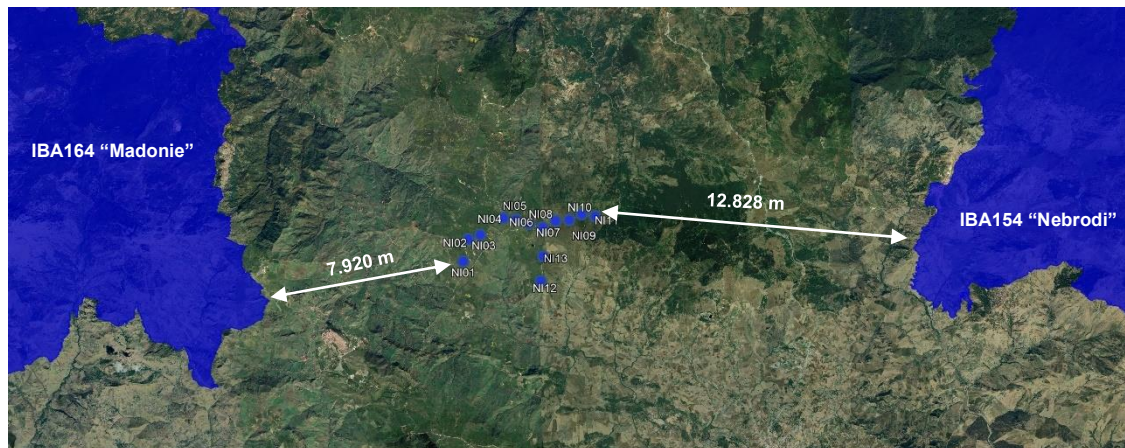 IBA164 “Madonie”
7.920 m
NI01
NI02
NI03
NI04
NI05
NI06
NI08
NI07
NI10
NI09
NI11
NI13
NI12
12.828 m
IBA154 “Nebrodi”